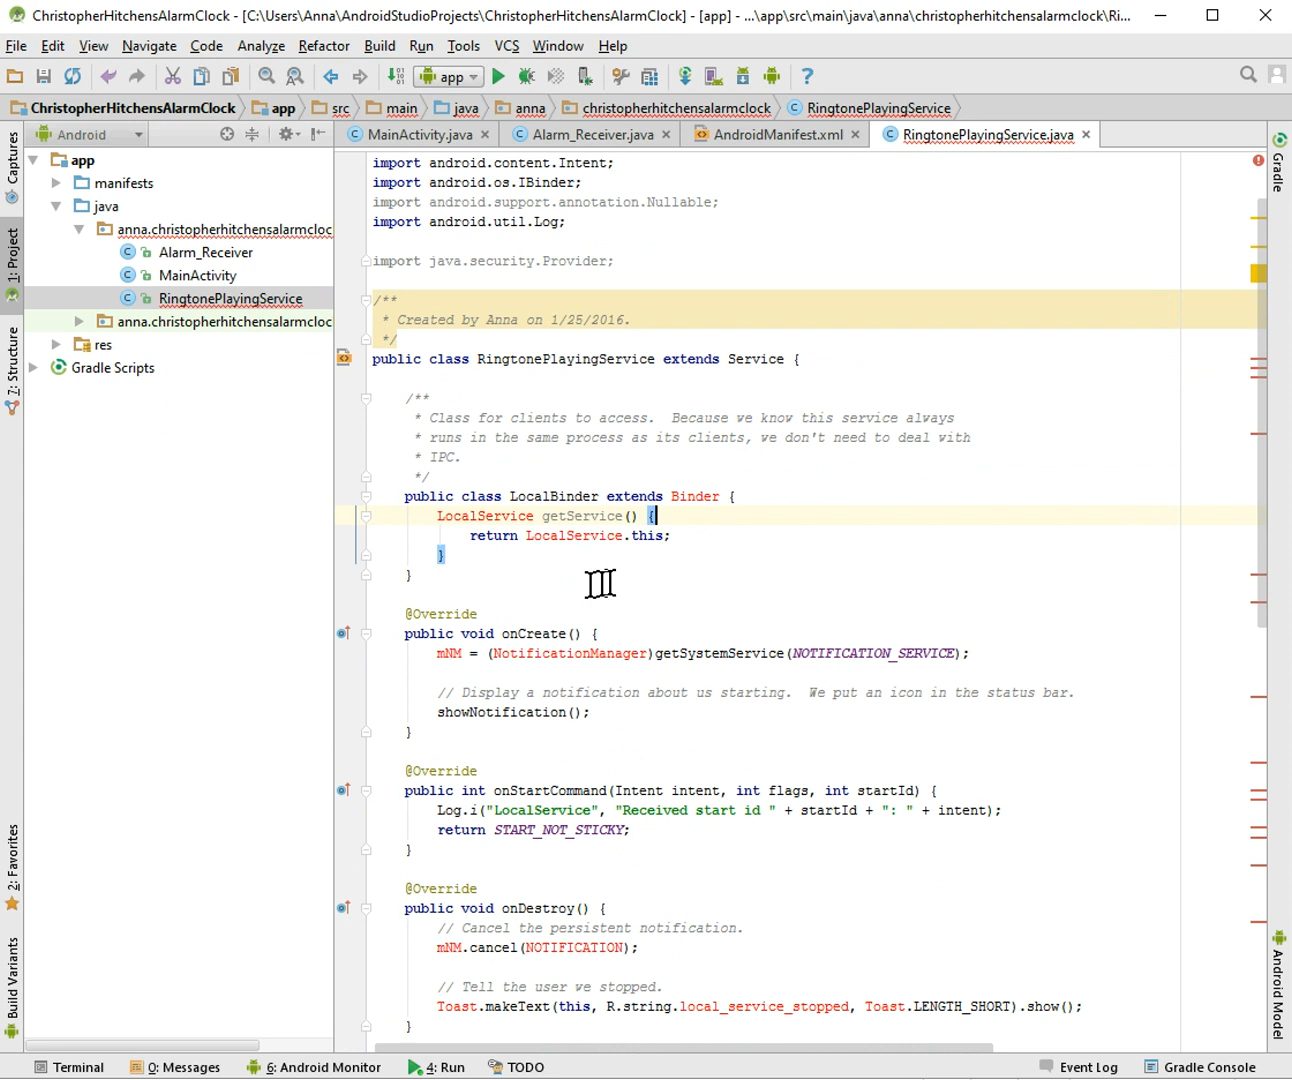 ChristopherHitchensAlarmClock - [C:\Users\Anna\AndroidStudioProjects\ChristopherHitchensAlarmClock] - [app] - ...\app\src\main\java\anna\christopherhitchensalarmclock\Ri...
File Edit View Navigate Code Analyze Refactor Build Run Tools VCS Window Help
app
ChristopherHitchensAlarmClock app src main java anna christopherhitchensalarmclock RingtonePlayingService
Android
MainActivity.java Alarm_Receiver.java AndroidManifest.xml RingtonePlayingService.java
Captures
1: Project
7: Structure
2: Favorites
Build Variants
app
manifests
java
anna.christopherhitchensalarmcloc
Alarm_Receiver
MainActivity
RingtonePlayingService
anna.christopherhitchensalarmcloc
res
Gradle Scripts
import android.content.Intent;
import android.os.IBinder;
import android.support.annotation.Nullable;
import android.util.Log;
import java.security.Provider;
/**
* Created by Anna on 1/25/2016.
*/
public class RingtonePlayingService extends Service {
/**
* Class for clients to access.  Because we know this service always
* runs in the same process as its clients, we don't need to deal with
* IPC.
*/
public class LocalBinder extends Binder {
LocalService getService() {
return LocalService.this;
}
}
@Override
public void onCreate() {
mNM = (NotificationManager)getSystemService(NOTIFICATION_SERVICE);
// Display a notification about us starting.  We put an icon in the status bar.
showNotification();
}
@Override
public int onStartCommand(Intent intent, int flags, int startId) {
Log.i("LocalService", "Received start id " + startId + ": " + intent);
return START_NOT_STICKY;
}
@Override
public void onDestroy() {
// Cancel the persistent notification.
mNM.cancel(NOTIFICATION);
// Tell the user we stopped.
Toast.makeText(this, R.string.local_service_stopped, Toast.LENGTH_SHORT).show();
}
Gradle
Android Model
Terminal 0: Messages 6: Android Monitor 4: Run TODO Event Log Gradle Console